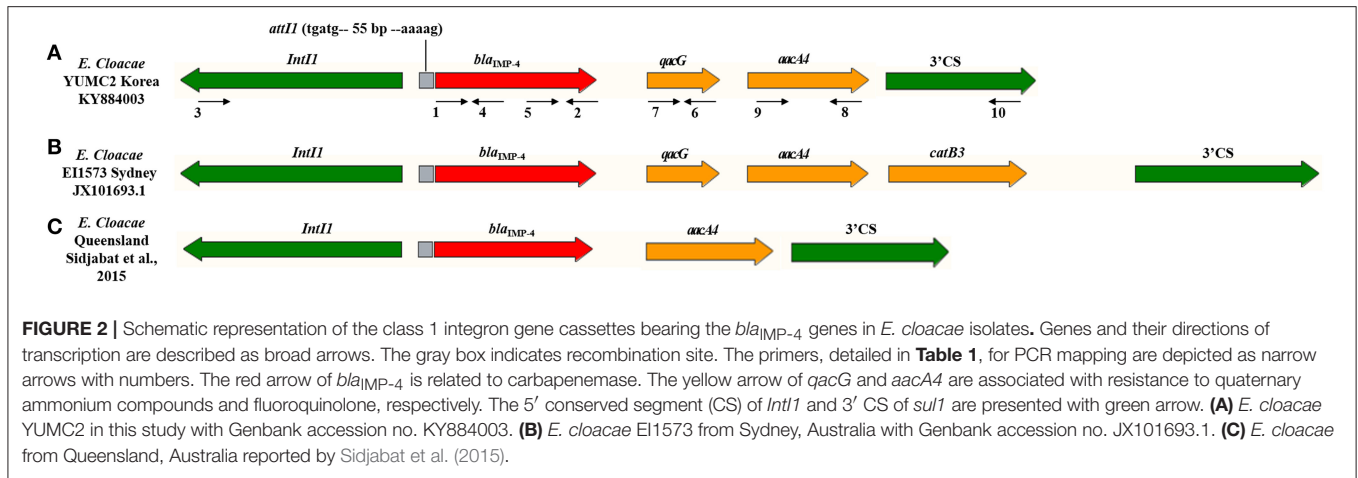 attI1 (tgatg-- 55 bp --aaaag)
A
E. Cloacae
YUMC2 Korea
KY884003
IntI1
blaIMP-4
qacG
aacA4
3'CS
3
1
4
5
2
7
6
9
8
10
B
E. Cloacae
EI1573 Sydney
JX101693.1
IntI1
blaIMP-4
qacG
aacA4
catB3
3'CS
C
E. Cloacae
Queensland
Sidjabat et al.,
2015
IntI1
blaIMP-4
aacA4
3'CS
FIGURE 2 | Schematic representation of the class 1 integron gene cassettes bearing the blaIMP-4 genes in E. cloacae isolates. Genes and their directions of
transcription are described as broad arrows. The gray box indicates recombination site. The primers, detailed in Table 1, for PCR mapping are depicted as narrow
arrows with numbers. The red arrow of blaIMP-4 is related to carbapenemase. The yellow arrow of qacG and aacA4 are associated with resistance to quaternary
ammonium compounds and fluoroquinolone, respectively. The 5′ conserved segment (CS) of IntI1 and 3′ CS of sul1 are presented with green arrow. (A) E. cloacae
YUMC2 in this study with Genbank accession no. KY884003. (B) E. cloacae EI1573 from Sydney, Australia with Genbank accession no. JX101693.1. (C) E. cloacae
from Queensland, Australia reported by Sidjabat et al. (2015).